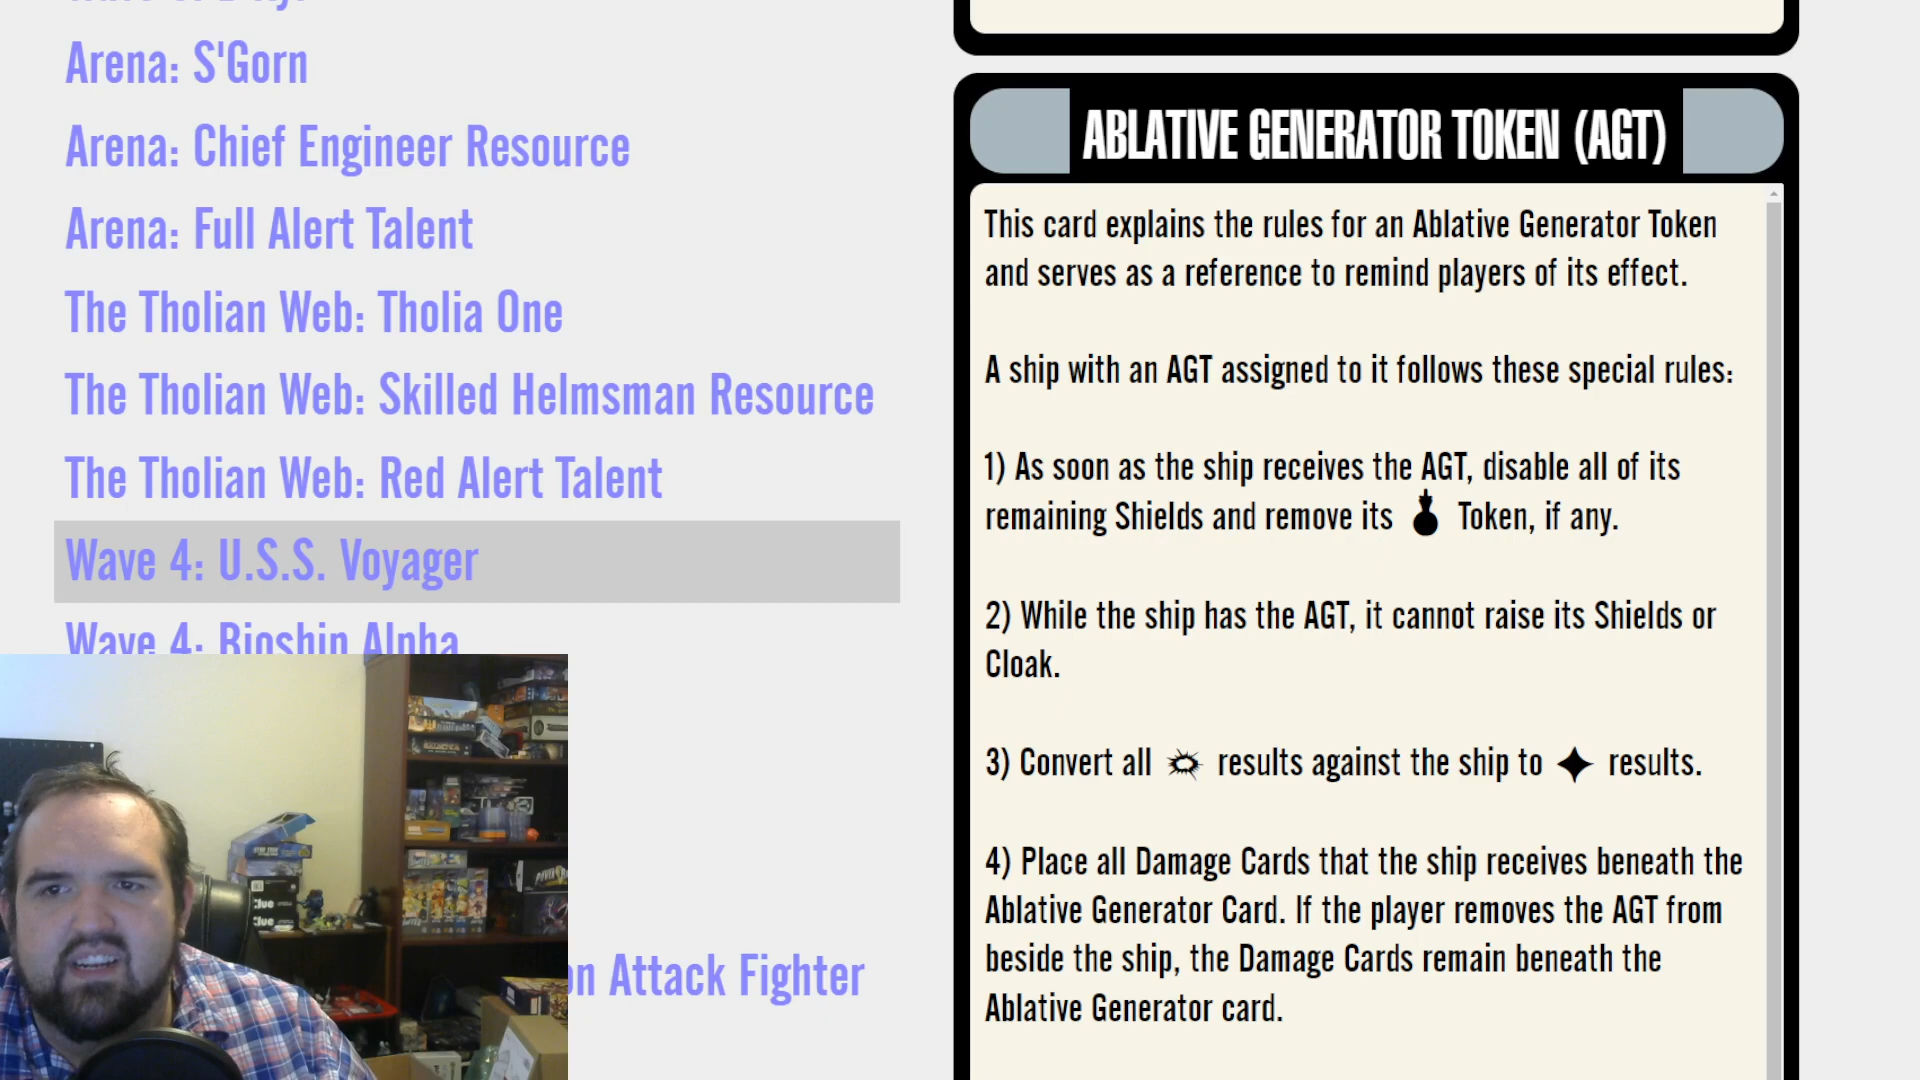 Arena: S'Gorn
Arena: Chief Engineer Resource
Arena: Full Alert Talent
The Tholian Web: Tholia One
The Tholian Web: Skilled Helmsman Resource
The Tholian Web: Red Alert Talent
Wave 4: U.S.S. Voyager
Wave 4: Bioship Alpha
on Attack Fighter
ABLATIVE GENERATOR TOKEN (AGT)
This card explains the rules for an Ablative Generator Token
and serves as a reference to remind players of its effect.
A ship with an AGT assigned to it follows these special rules:
1) As soon as the ship receives the AGT, disable all of its
remaining Shields and remove its Token, if any.
2) While the ship has the AGT, it cannot raise its Shields or
Cloak.
3) Convert all results against the ship to results.
4) Place all Damage Cards that the ship receives beneath the
Ablative Generator Card. If the player removes the AGT from
beside the ship, the Damage Cards remain beneath the
Ablative Generator card.
Clue
Clue